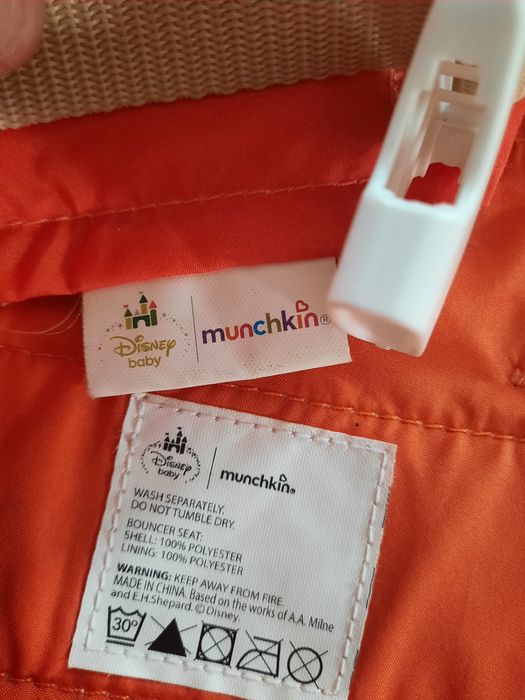 Disney
baby
munchkin®
Disney
baby
munchkin®
WASH SEPARATELY.
DO NOT TUMBLE DRY.
BOUNCER SEAT:
SHELL: 100% POLYESTER
LINING: 100% POLYESTER
WARNING: KEEP AWAY FROM FIRE.
MADE IN CHINA. Based on the works of A.A. Milne
and E.H.Shepard. © Disney.
30°